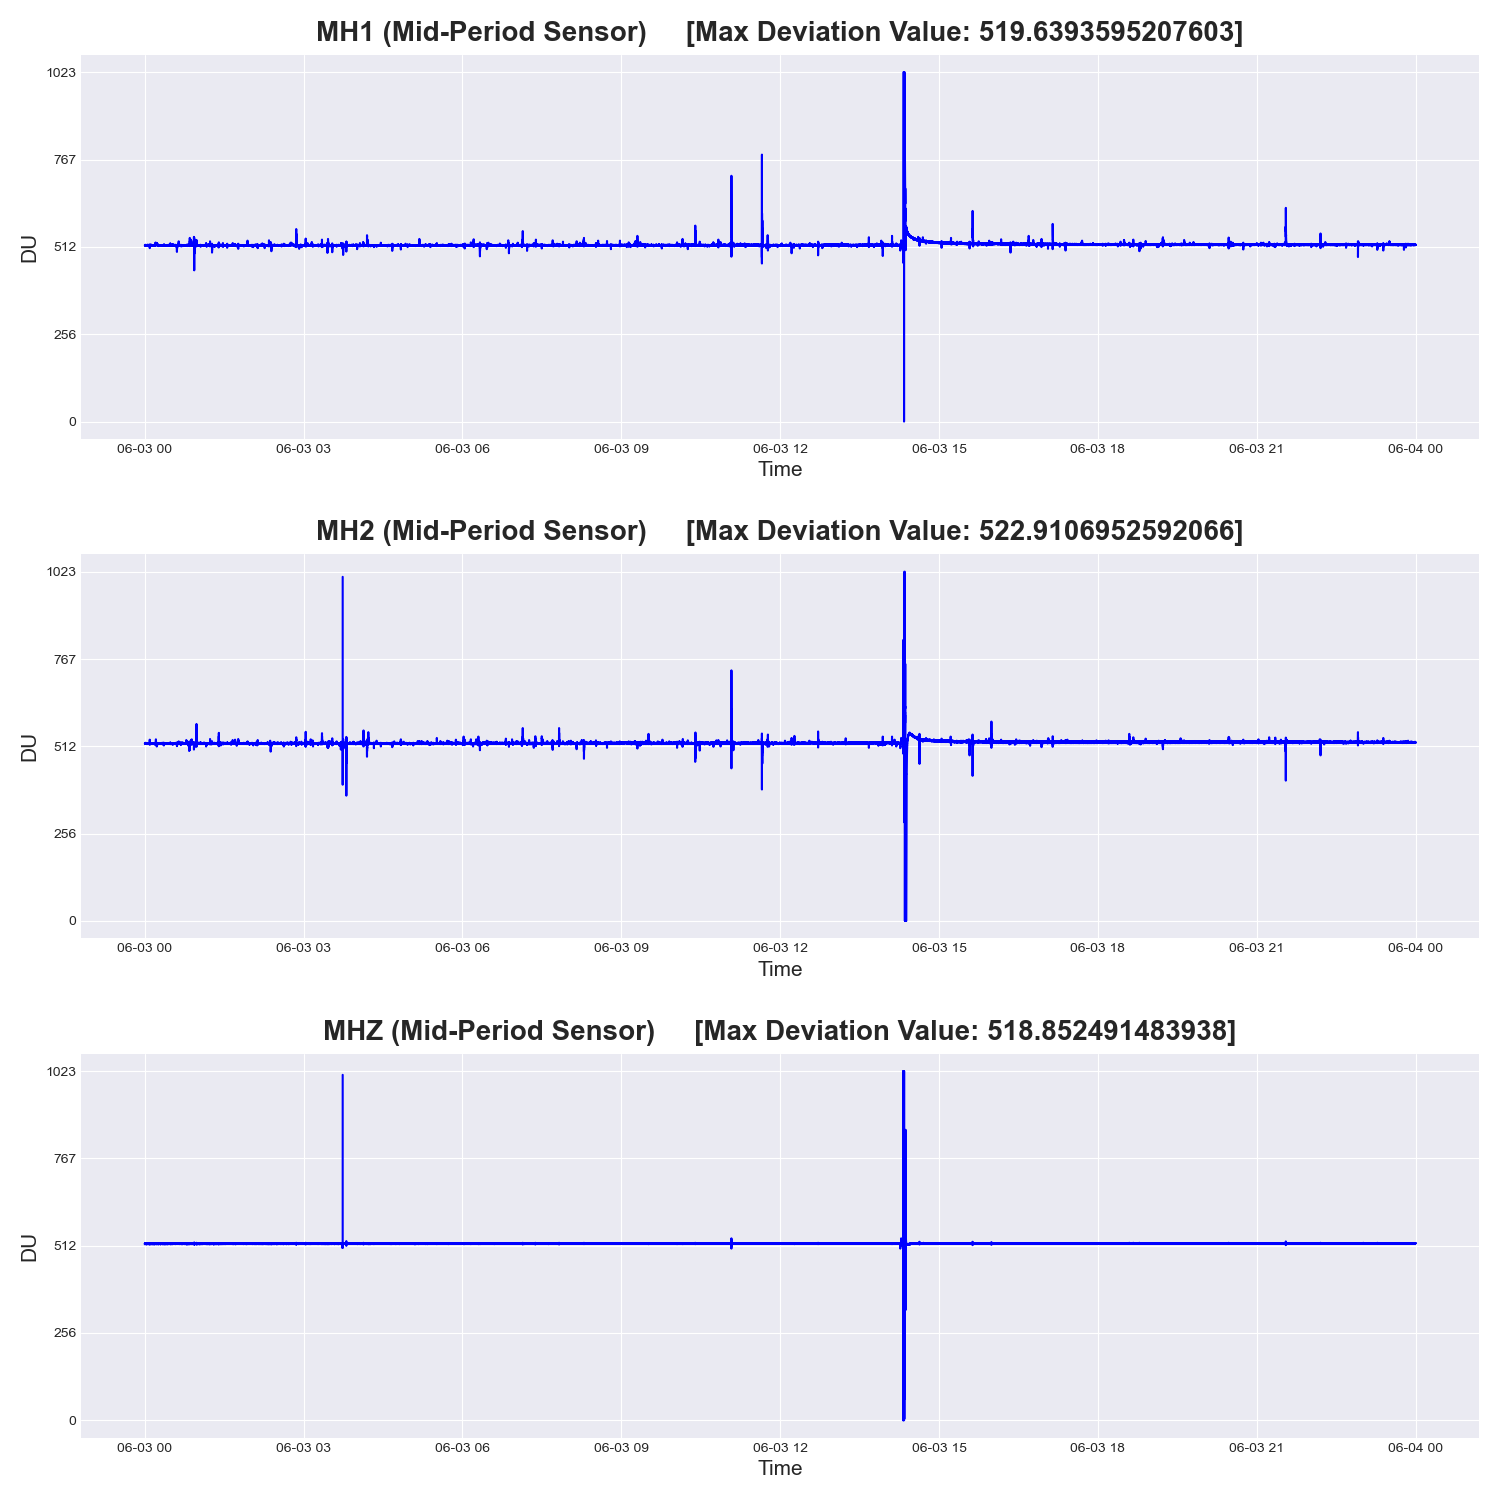 MH1 (Mid-Period Sensor) [Max Deviation Value: 519.6393595207603]
1023
767
512
256
0
DU
06-03 00 06-03 03 06-03 06 06-03 09 06-03 12 06-03 15 06-03 18 06-03 21 06-04 00
Time
MH2 (Mid-Period Sensor) [Max Deviation Value: 522.9106952592066]
1023
767
512
256
0
DU
06-03 00 06-03 03 06-03 06 06-03 09 06-03 12 06-03 15 06-03 18 06-03 21 06-04 00
Time
MHZ (Mid-Period Sensor) [Max Deviation Value: 518.852491483938]
1023
767
512
256
0
DU
06-03 00 06-03 03 06-03 06 06-03 09 06-03 12 06-03 15 06-03 18 06-03 21 06-04 00
Time